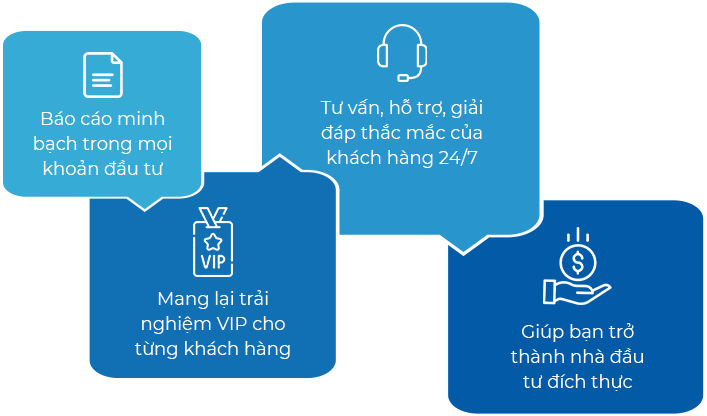 Báo cáo minh
bạch trong mọi
khoản đầu tư
Tư vấn, hỗ trợ, giải
đáp thắc mắc của
khách hàng 24/7
VIP
Mang lại trải
nghiệm VIP cho
từng khách hàng
$
Giúp bạn trở
thành nhà đầu
tư đích thực